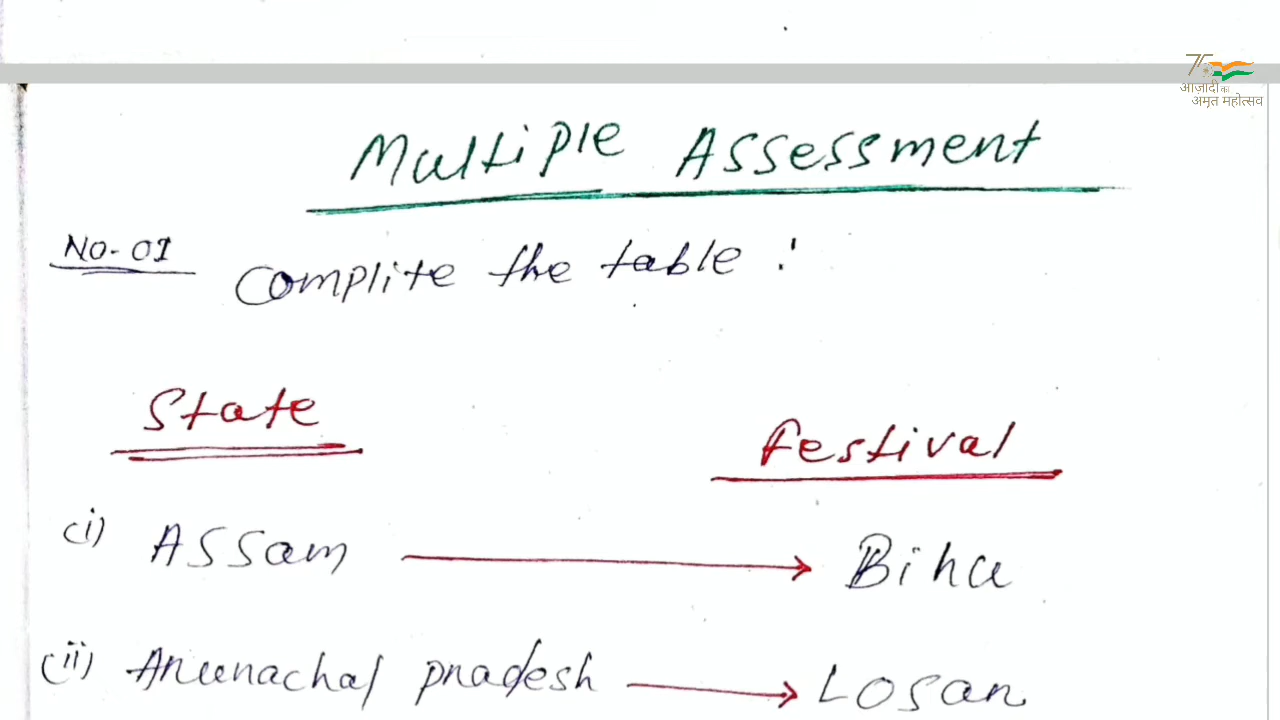 75
आज़ादी का
अमृत महोत्सव
Multiple Assessment
No-01 Complite the table :
State Festival
(i) Assam → Bihu
(ii) Arunachal pradesh → Losar